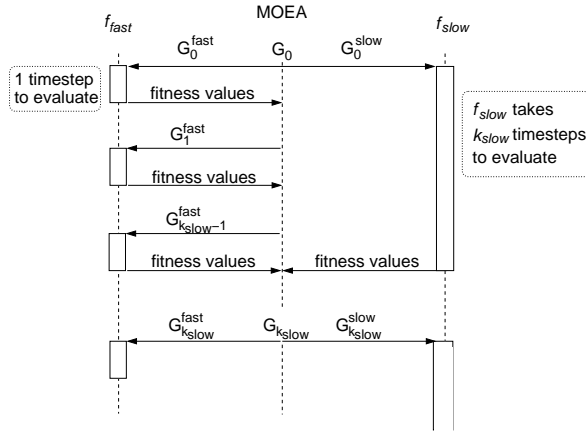 MOEA
f_fast
f_slow
G_0^fast G_0 G_0^slow
1 timestep
to evaluate
fitness values
f_slow takes
k_slow timesteps
to evaluate
G_1^fast
fitness values
G_{k_slow−1}^fast
fitness values fitness values
G_{k_slow}^fast G_{k_slow} G_{k_slow}^slow